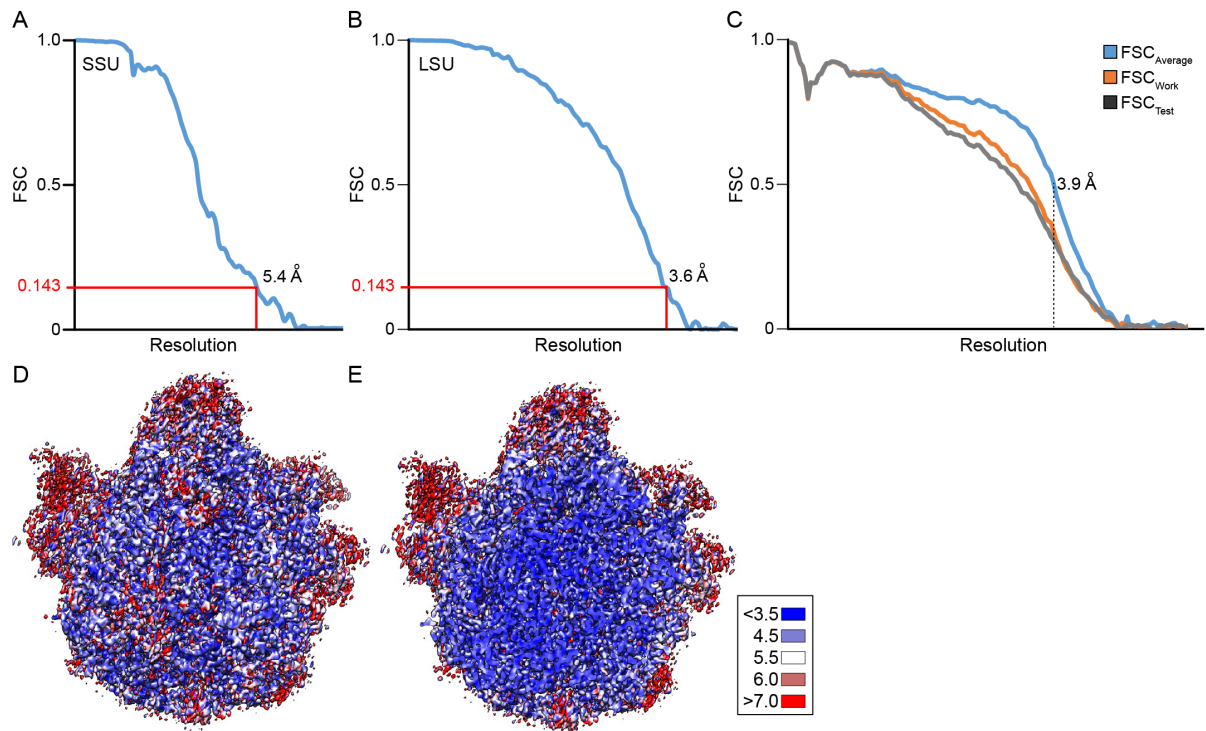 A
1.0
SSU
0.5
FSC
0.143
5.4 Å
0
Resolution
B
1.0
LSU
0.5
FSC
0.143
3.6 Å
0
Resolution
C
1.0
FSCAverage
FSCWork
FSCTest
0.5
FSC
3.9 Å
0
Resolution
D
E
<3.5
4.5
5.5
6.0
>7.0